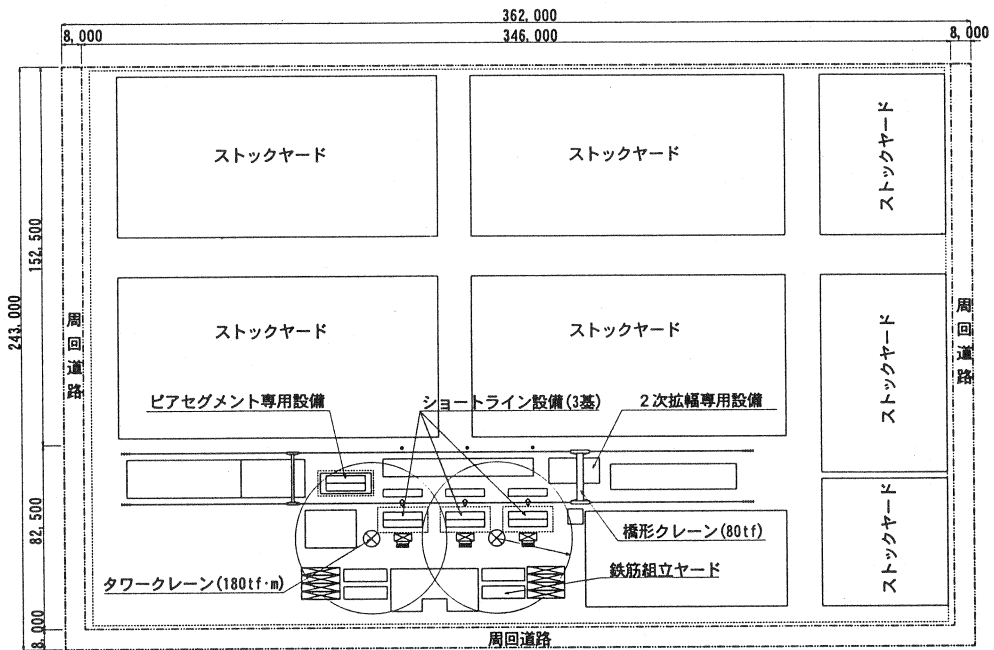 362,000
8,000
346,000
8,000
ストックヤード
ストックヤード
ストックヤード
152,500
243,000
周回道路
ストックヤード
ストックヤード
ストックヤード
周回道路
ピアセグメント専用設備
ショートライン設備(3基)
2次拡幅専用設備
82,500
橋形クレーン(80tf)
ストックヤード
タワークレーン(180tf·m)
鉄筋組立ヤード
8,000
周回道路